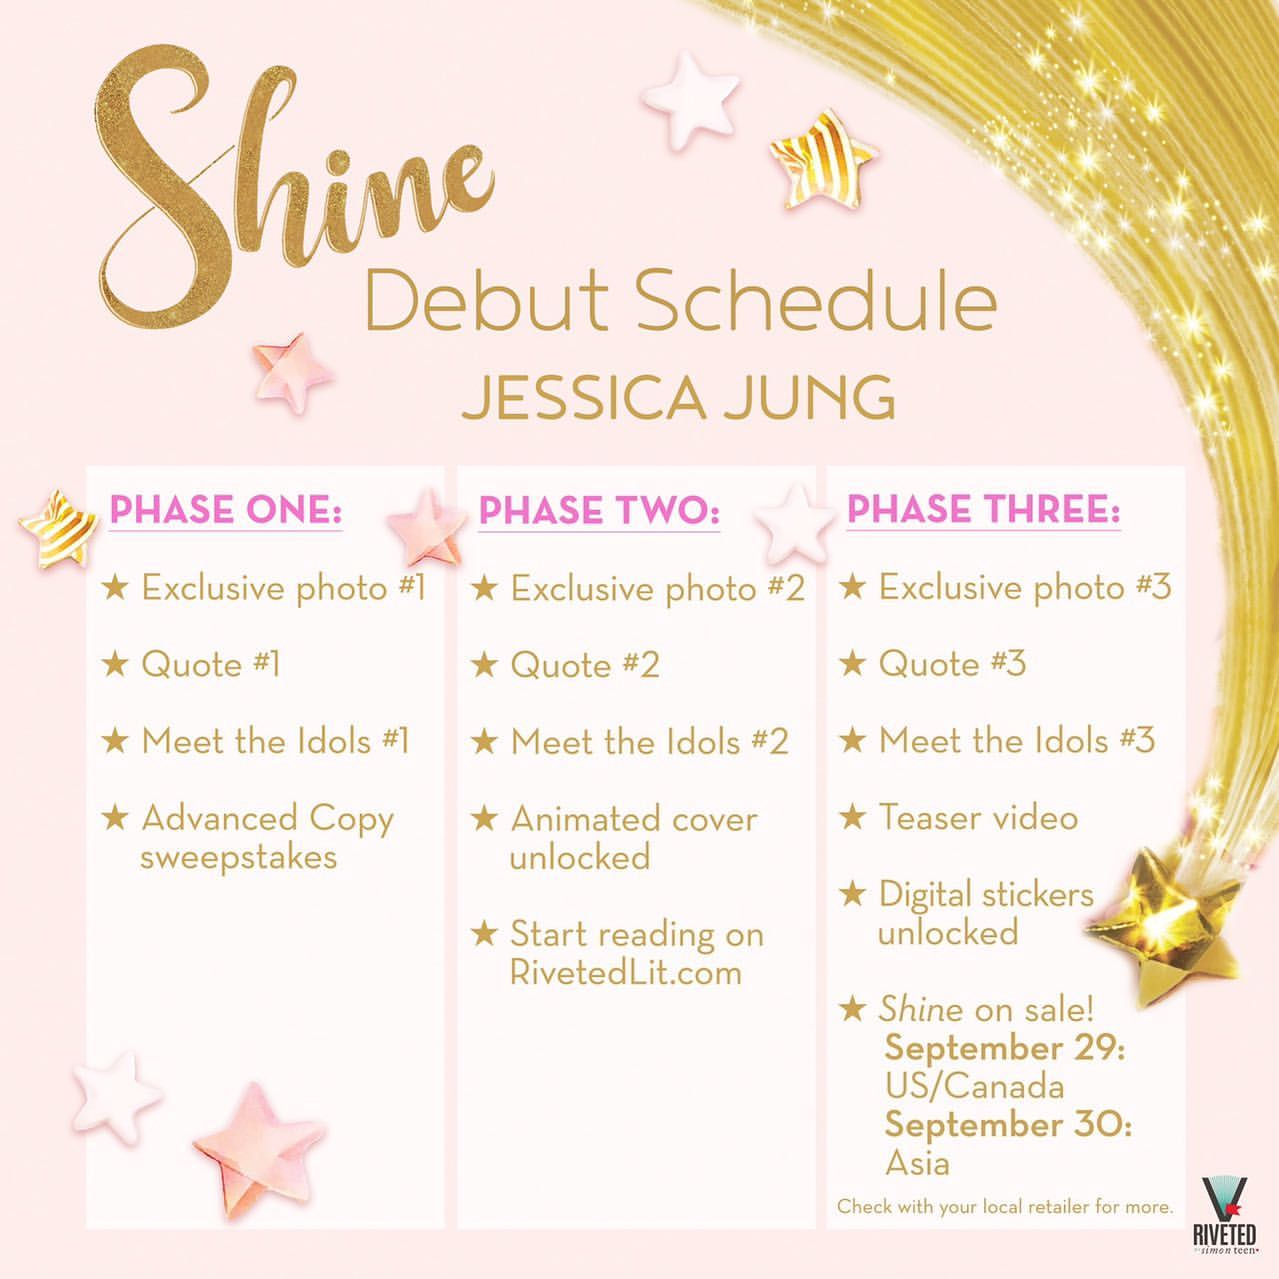 Shine
Debut Schedule
JESSICA JUNG
PHASE ONE:
★ Exclusive photo #1
★ Quote #1
★ Meet the Idols #1
★ Advanced Copy
sweepstakes
PHASE TWO:
★ Exclusive photo #2
★ Quote #2
★ Meet the Idols #2
★ Animated cover
unlocked
★ Start reading on
RivetedLit.com
PHASE THREE:
★ Exclusive photo #3
★ Quote #3
★ Meet the Idols #3
★ Teaser video
★ Digital stickers
unlocked
★ Shine on sale!
September 29:
US/Canada
September 30:
Asia
Check with your local retailer for more.
RIVETED
BY simon teen